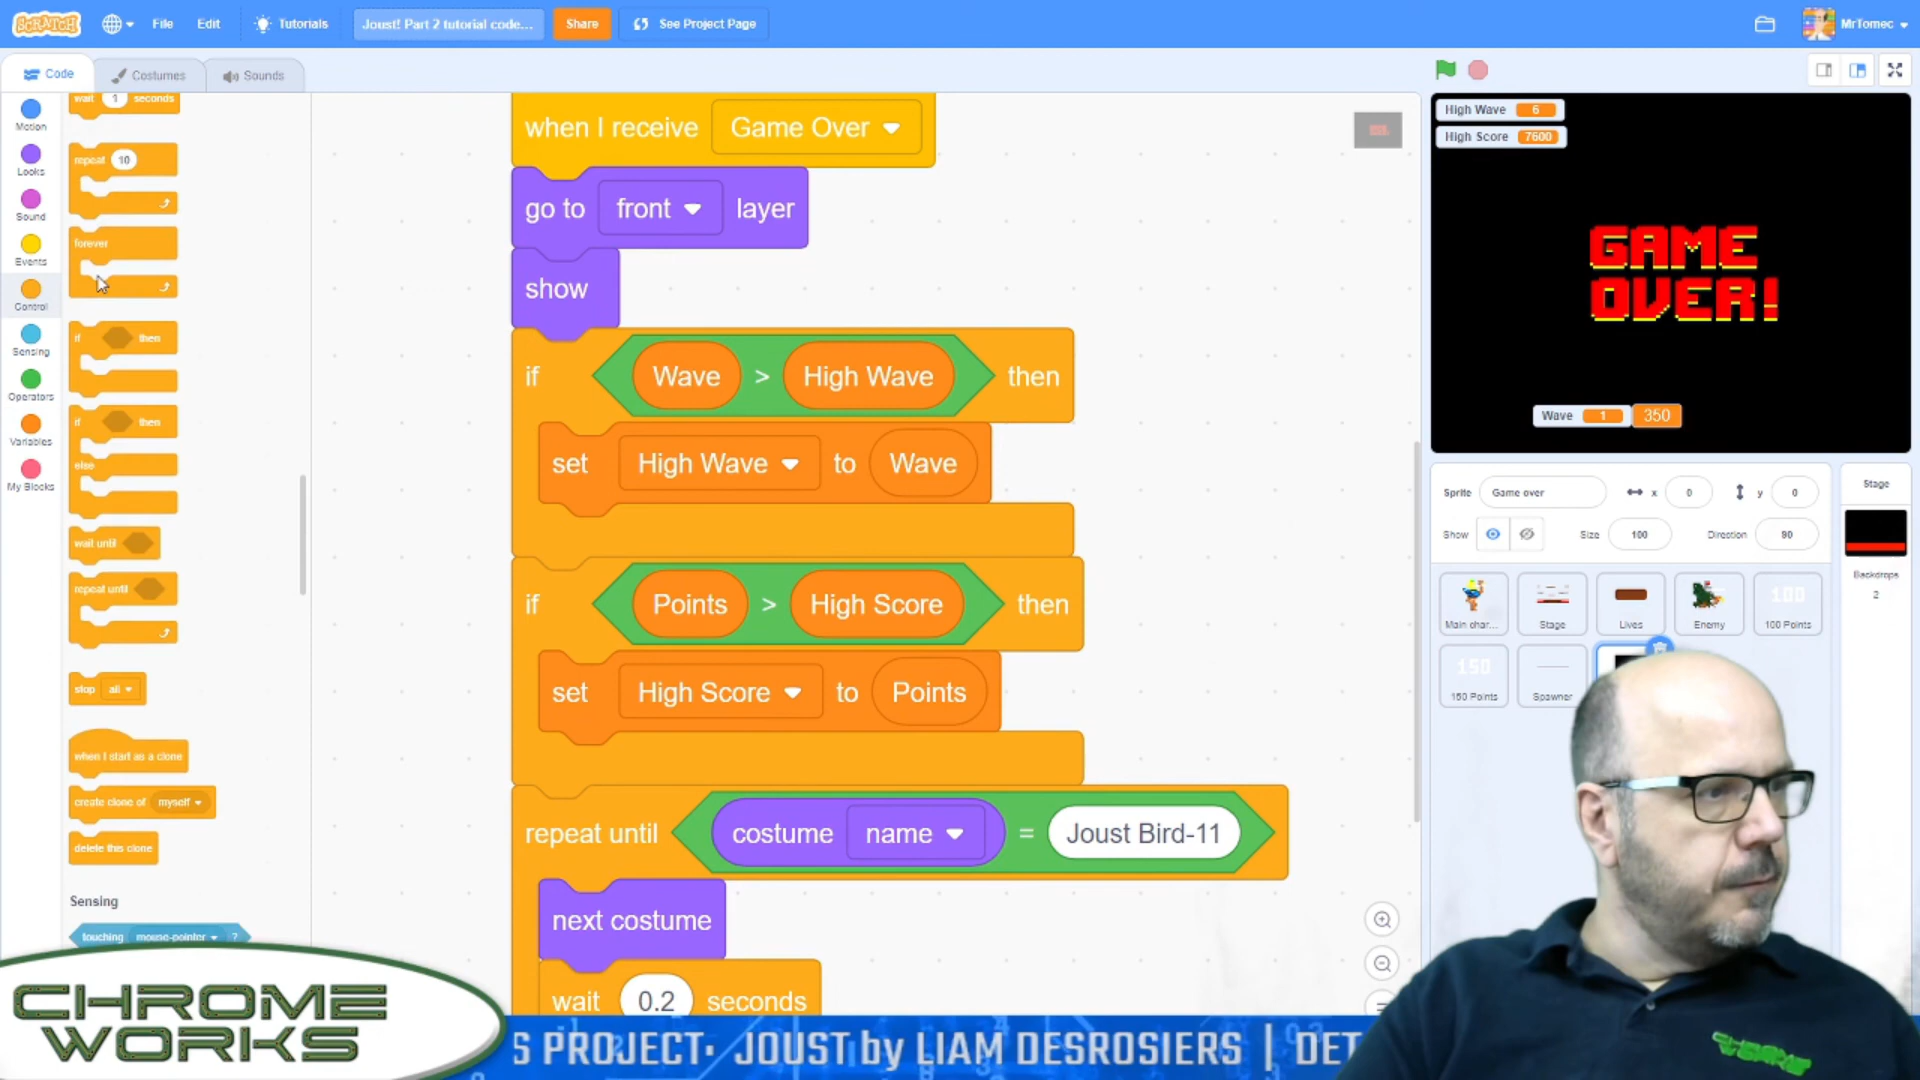 SCRATCH
File
Edit
Tutorials
Joust! Part 2 tutorial code...
Share
See Project Page
MrTomec
Code
Costumes
Sounds
Motion
Looks
Sound
Events
Control
Sensing
Operators
Variables
My Blocks
wait 1 seconds
repeat 10
forever
if then
if then
else
wait until
repeat until
stop all
when I start as a clone
create clone of myself
delete this clone
Sensing
touching mouse-pointer ?
when I receive Game Over
go to front layer
show
if Wave > High Wave then
set High Wave to Wave
if Points > High Score then
set High Score to Points
repeat until costume name = Joust Bird-11
next costume
wait 0.2 seconds
High Wave 6
High Score 7600
GAME
OVER!
Wave 1 350
Sprite Game over x 0 y 0
Show Size 100 Direction 90
Stage
Backdrops
2
Main char...
Stage
Lives
Enemy
100
100 Points
150
150 Points
Spawner
CHROME
WORKS
S PROJECT: JOUST by LIAM DESROSIERS | DET